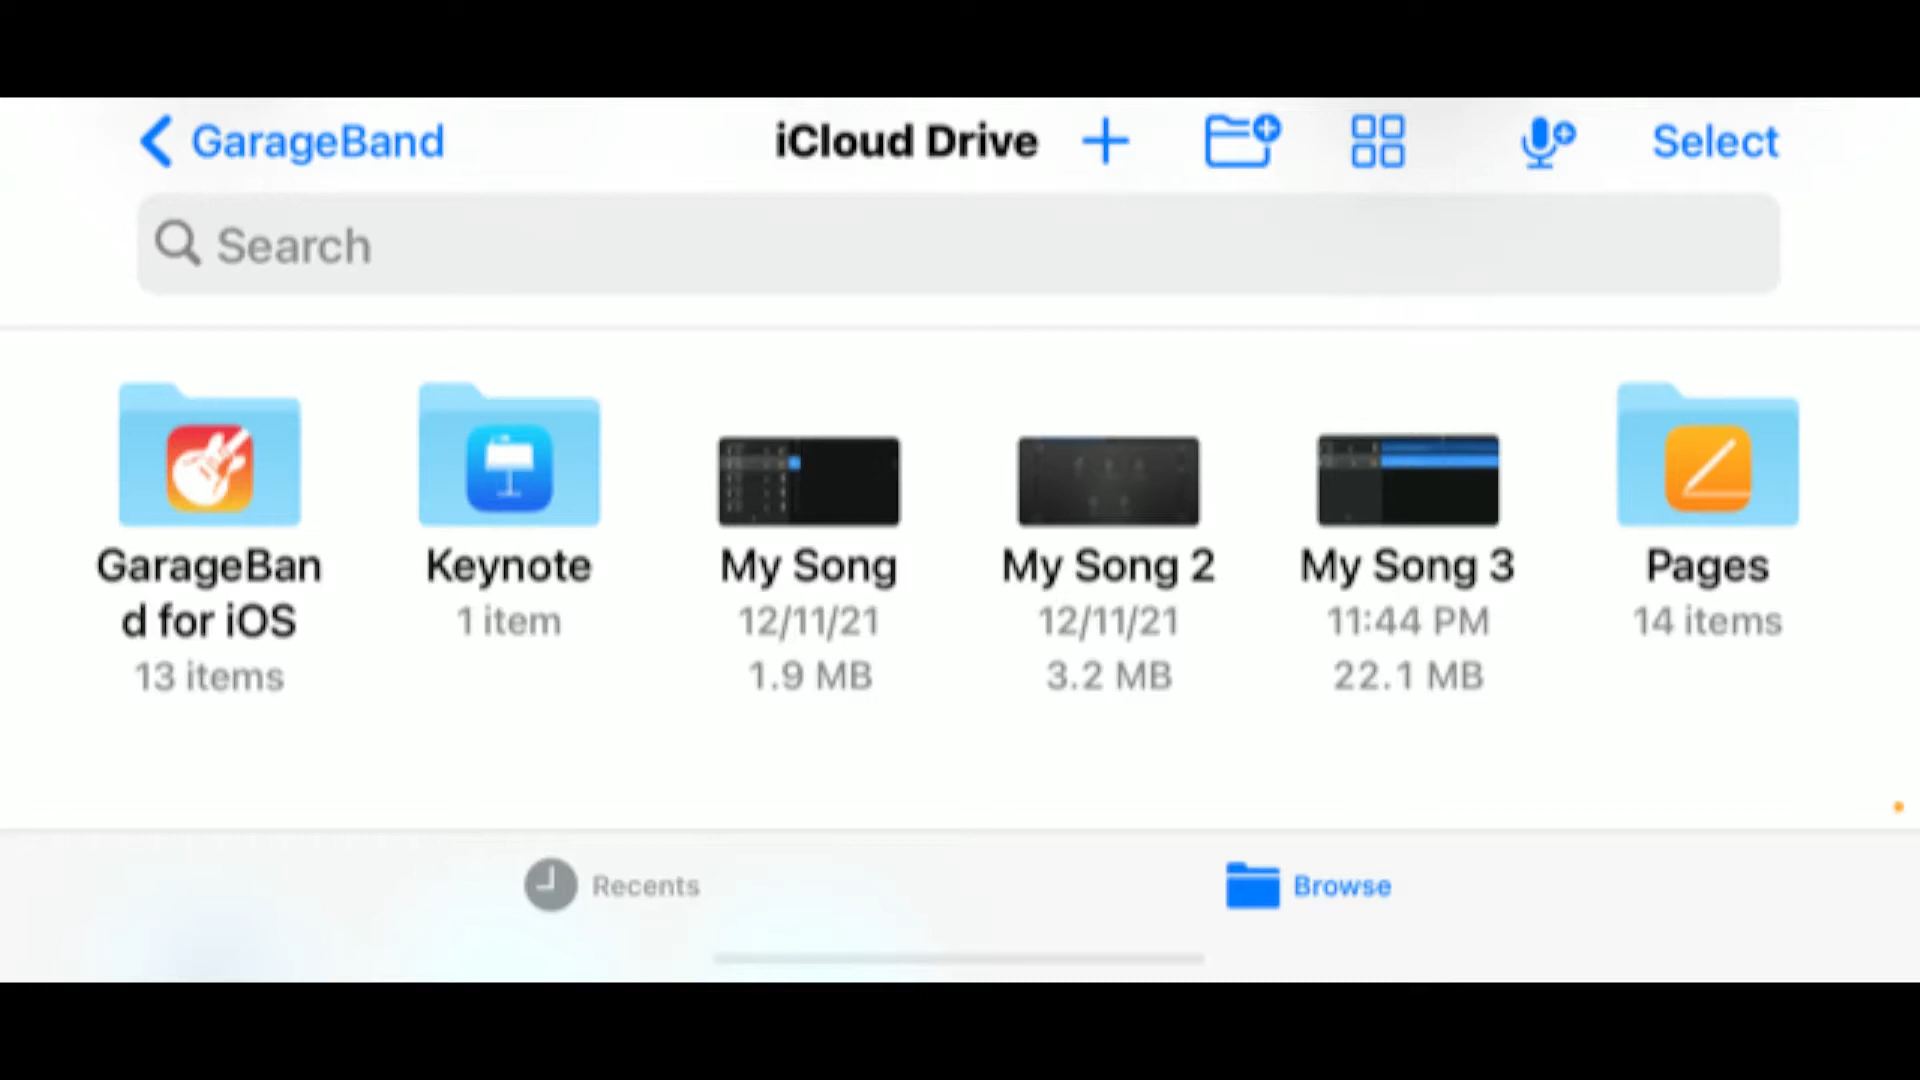 GarageBand
iCloud Drive
Select
Search
GarageBan
d for iOS
13 items
Keynote
1 item
My Song
12/11/21
1.9 MB
My Song 2
12/11/21
3.2 MB
My Song 3
11:44 PM
22.1 MB
Pages
14 items
Recents
Browse